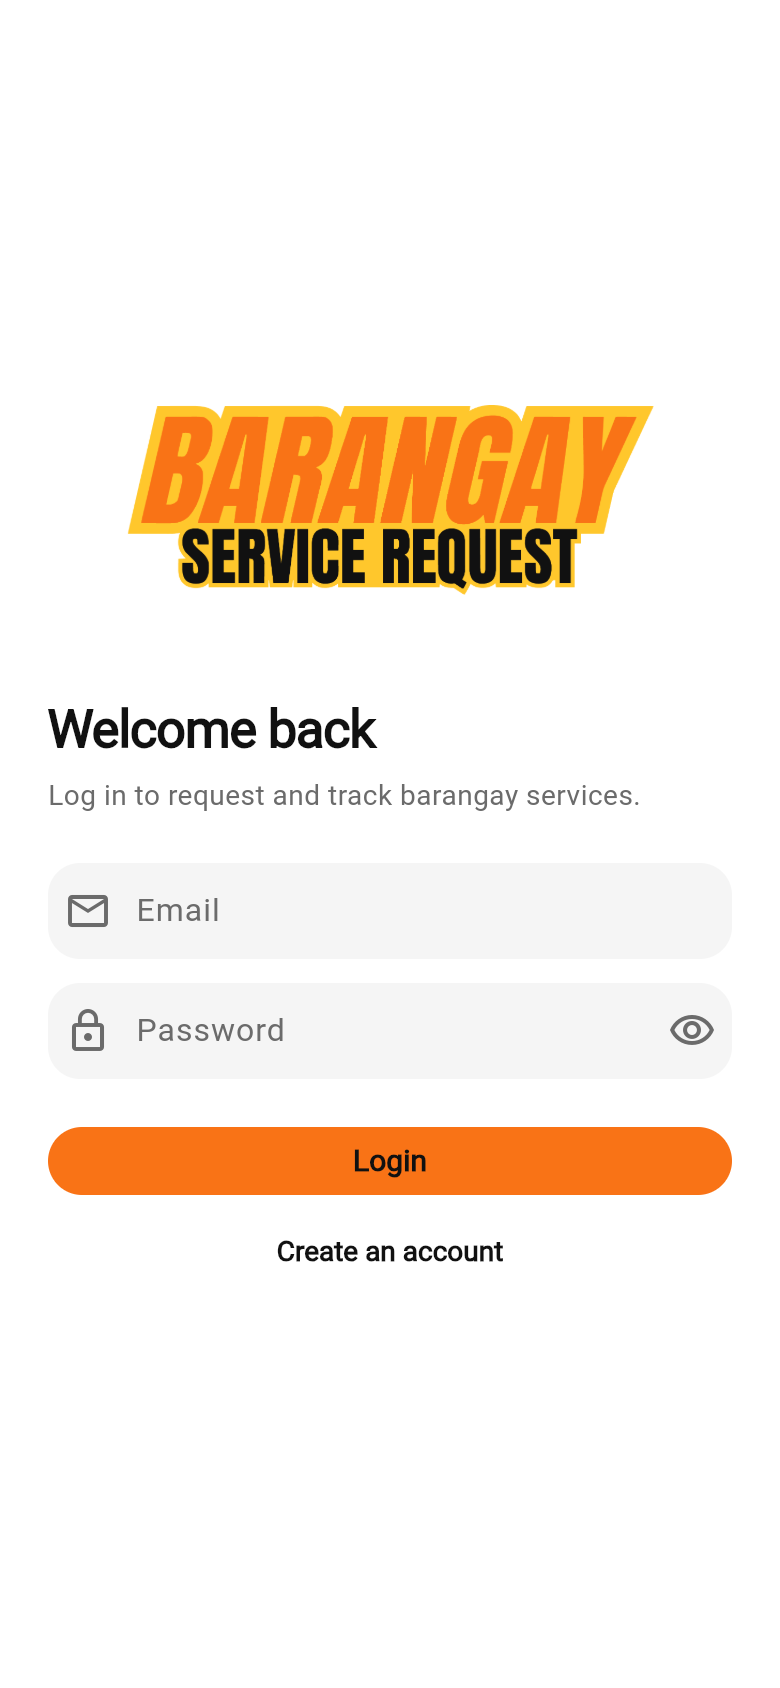 BARANGAY
SERVICE REQUEST
Welcome back
Log in to request and track barangay services.
Email
Password
Login
Create an account